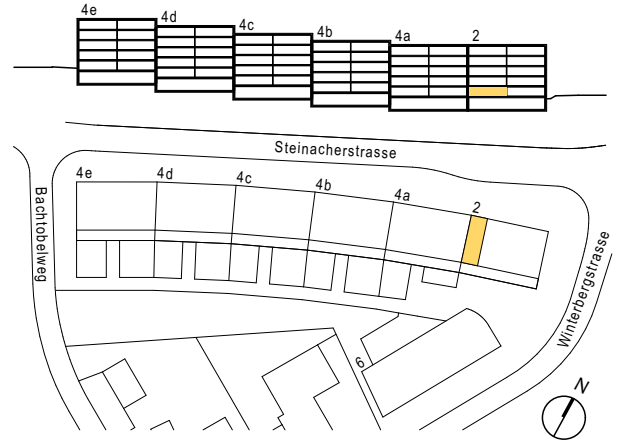 4e
4d
4c
4b
4a
2
Steinacherstrasse
4e
4d
4c
4b
4a
2
Bachtobelweg
Winterbergstrasse
6
N